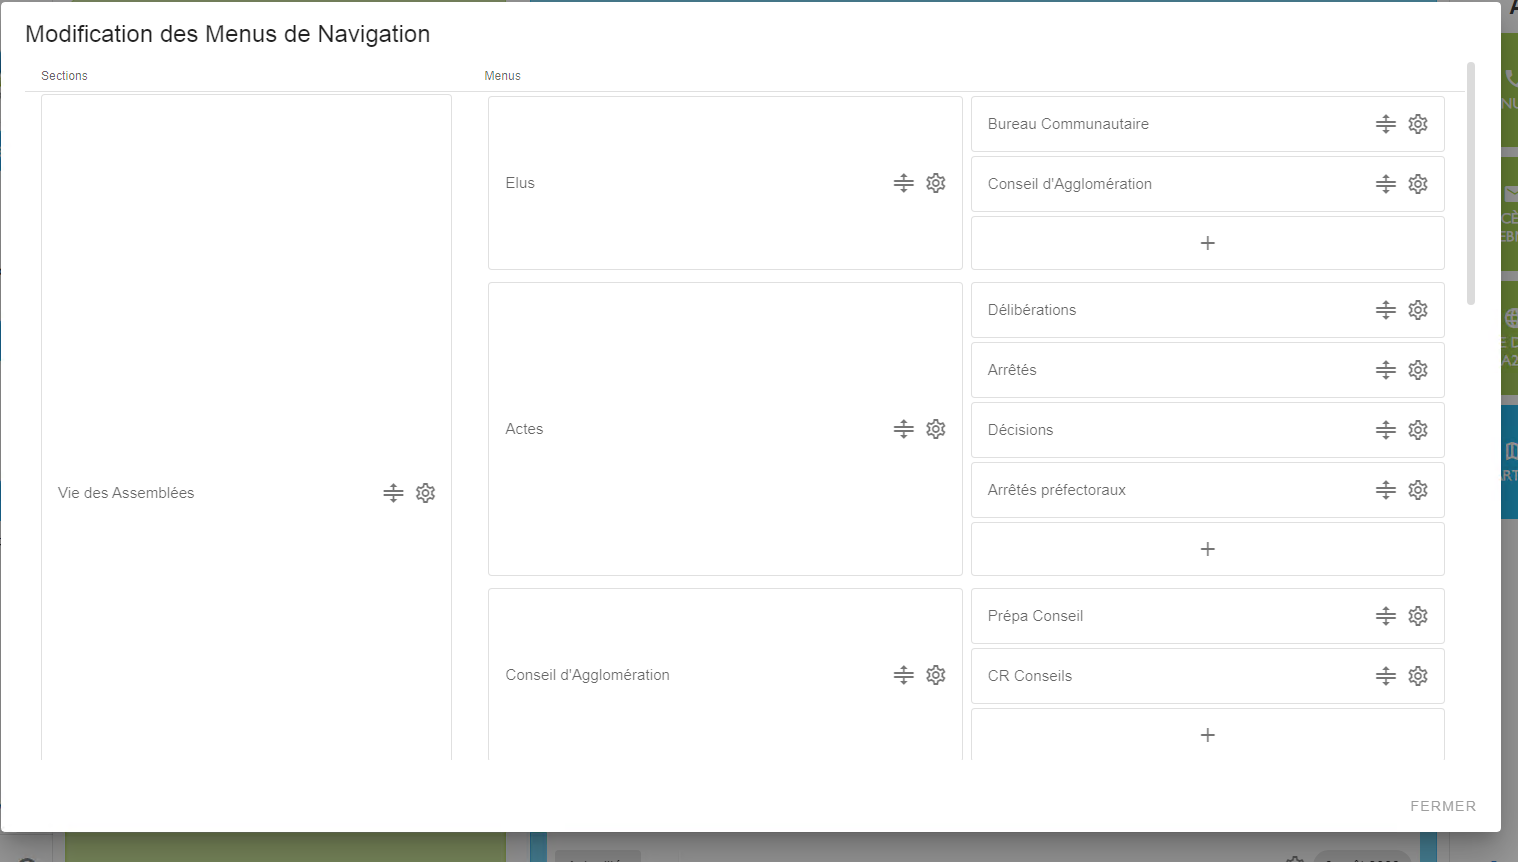 Modification des Menus de Navigation
Sections
Menus
Vie des Assemblées
Elus
Bureau Communautaire
Conseil d'Agglomération
Actes
Délibérations
Arrêtés
Décisions
Arrêtés préfectoraux
Conseil d'Agglomération
Prépa Conseil
CR Conseils
FERMER